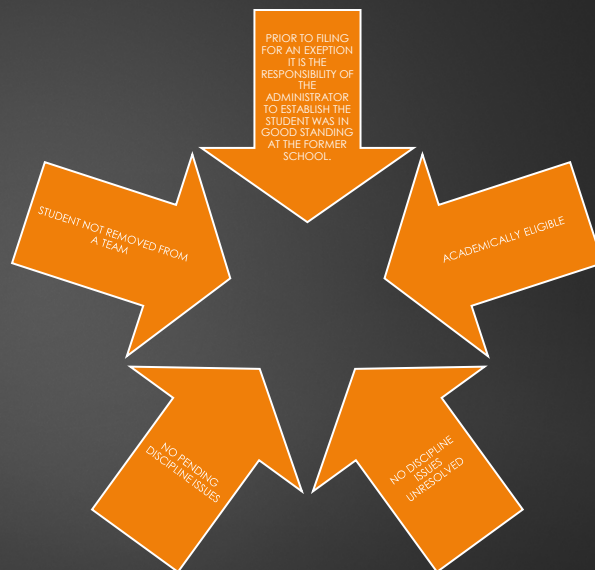 PRIOR TO FILING
FOR AN EXEPTION
IT IS THE
RESPONSIBILITY OF
THE
ADMINISTRATOR
TO ESTABLISH THE
STUDENT WAS IN
GOOD STANDING
AT THE FORMER
SCHOOL.
ACADEMICALLY ELIGIBLE
NO DISCIPLINE
ISSUES
UNRESOLVED
NO PENDING
DISCIPLINE ISSUES
STUDENT NOT REMOVED FROM
A TEAM